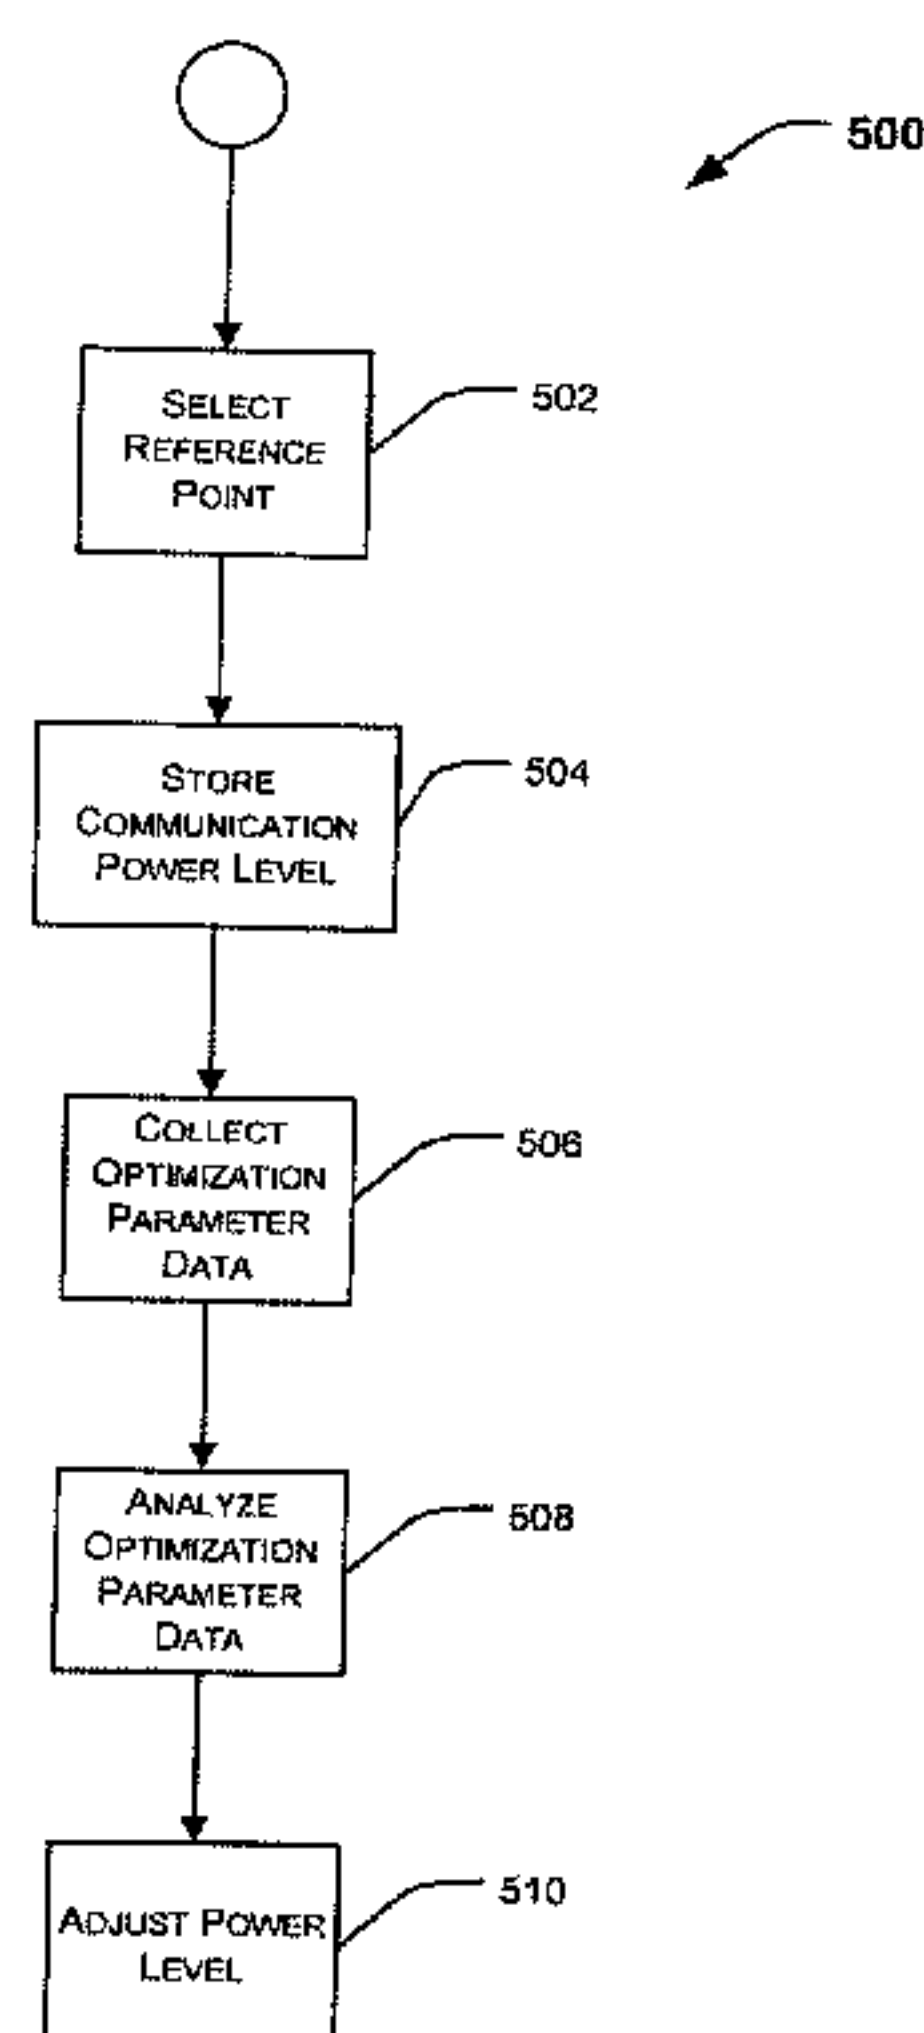 500
SELECT
REFERENCE
POINT
502
STORE
COMMUNICATION
POWER LEVEL
504
COLLECT
OPTIMIZATION
PARAMETER
DATA
506
ANALYZE
OPTIMIZATION
PARAMETER
DATA
508
ADJUST POWER
LEVEL
510